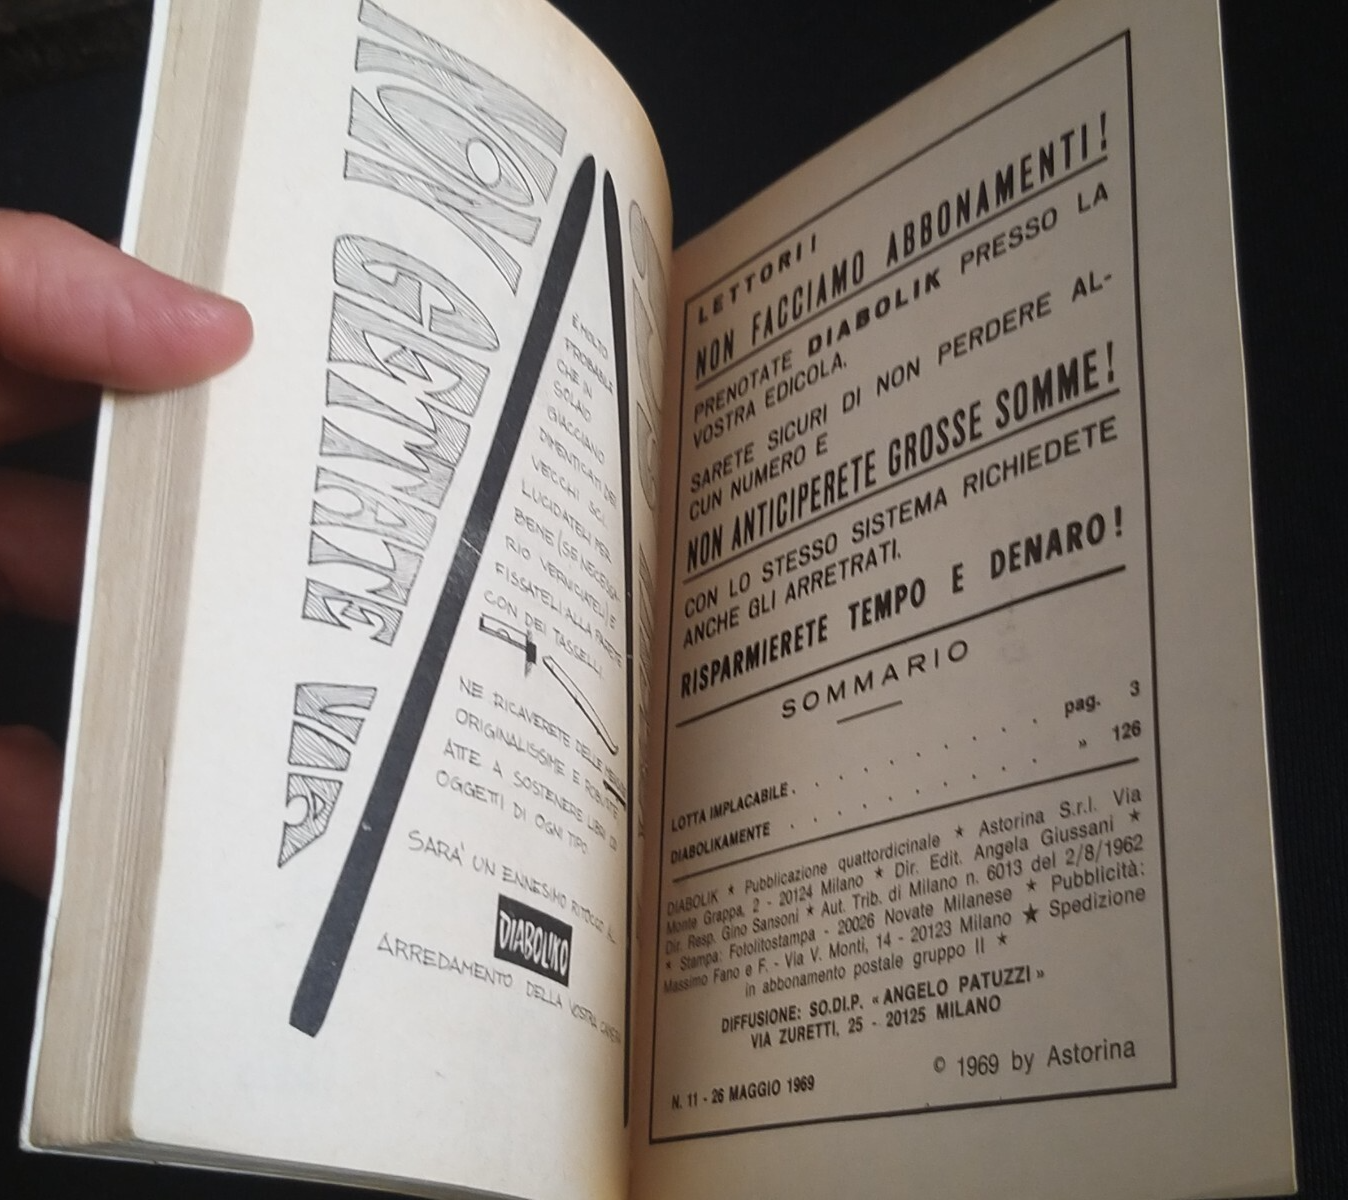 NON GETTATE VIA
È MOLTO
PROBABILE
CHE IN
SOLAIO
GIACCIANO
DIMENTICATI DEI
VECCHI SCI.
LUCIDATELI PER
BENE (SE NECESSA-
RIO VERNICIATELI) E
FISSATELI ALLA PARETE
CON DEI TASSELLI.
NE RICAVERETE DELLE MENSOLE
ORIGINALISSIME E ROBUSTE
ATTE A SOSTENERE LIBRI OD
OGGETTI DI OGNI TIPO
SARA' UN ENNESIMO RITOCCO AL
DIABOLIKO
ARREDAMENTO DELLA VOSTRA CAMERA
LETTORI!
NON FACCIAMO ABBONAMENTI!
PRENOTATE DIABOLIK PRESSO LA
VOSTRA EDICOLA.
SARETE SICURI DI NON PERDERE AL-
CUN NUMERO E
NON ANTICIPERETE GROSSE SOMME!
CON LO STESSO SISTEMA RICHIEDETE
ANCHE GLI ARRETRATI.
RISPARMIERETE TEMPO E DENARO!
SOMMARIO
LOTTA IMPLACABILE . . . . . . . pag. 3
DIABOLIKAMENTE . . . . . . . » 126
DIABOLIK ★ Pubblicazione quattordicinale ★ Astorina S.r.l. Via
Monte Grappa, 2 - 20124 Milano ★ Dir. Edit. Angela Giussani ★
Dir. Resp. Gino Sansoni ★ Aut. Trib. di Milano n. 6013 del 2/8/1962
★ Stampa: Fotolitostampa - 20026 Novate Milanese ★ Pubblicità:
Massimo Fano e F. - Via V. Monti, 14 - 20123 Milano ★ Spedizione
in abbonamento postale gruppo II ★
DIFFUSIONE: SO.DI.P. « ANGELO PATUZZI »
VIA ZURETTI, 25 - 20125 MILANO
© 1969 by Astorina
N. 11 - 26 MAGGIO 1969